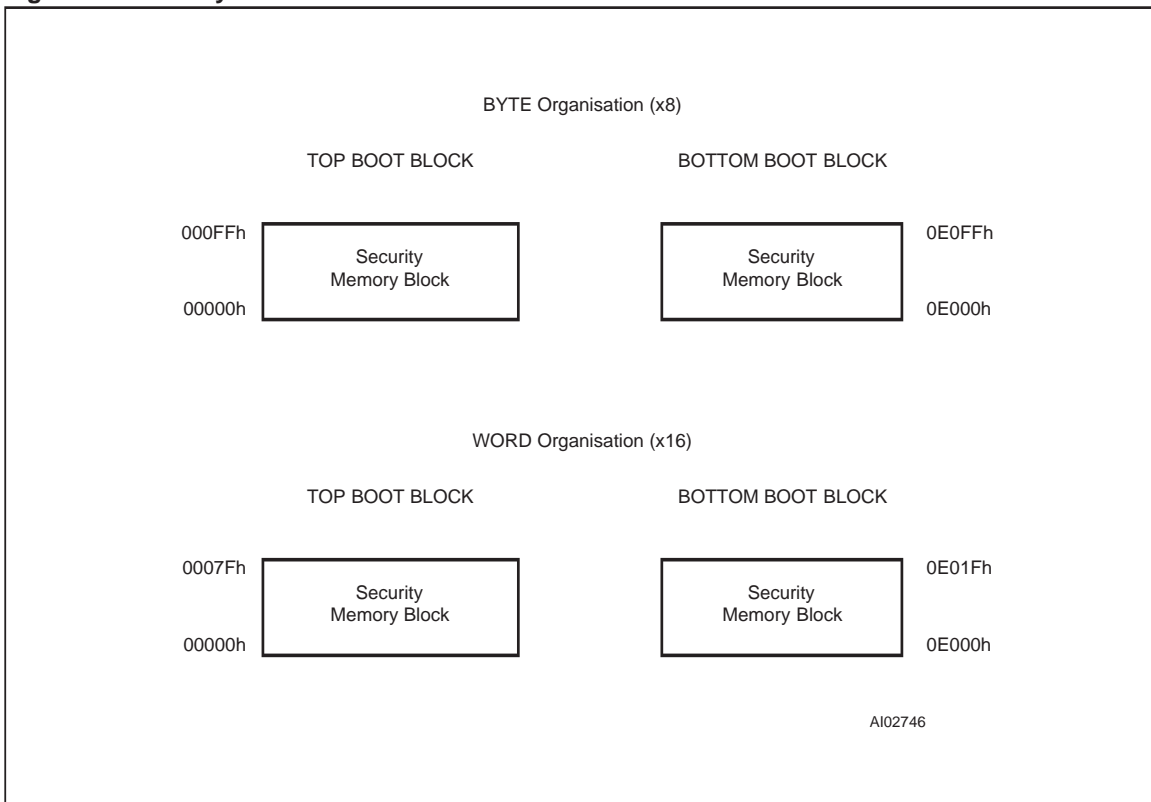 BYTE Organisation (x8)
TOP BOOT BLOCK
BOTTOM BOOT BLOCK
000FFh
Security
Memory Block
00000h
Security
Memory Block
0E0FFh
0E000h
WORD Organisation (x16)
TOP BOOT BLOCK
BOTTOM BOOT BLOCK
0007Fh
Security
Memory Block
00000h
Security
Memory Block
0E01Fh
0E000h
AI02746